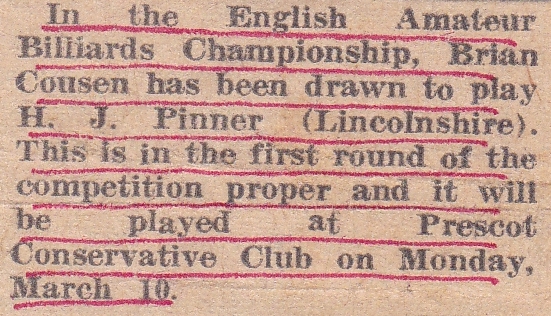 In the English Amateur
Billiards Championship, Brian
Cousen has been drawn to play
H. J. Pinner (Lincolnshire).
This is in the first round of the
competition proper and it will
be played at Prescot
Conservative Club on Monday,
March 10.